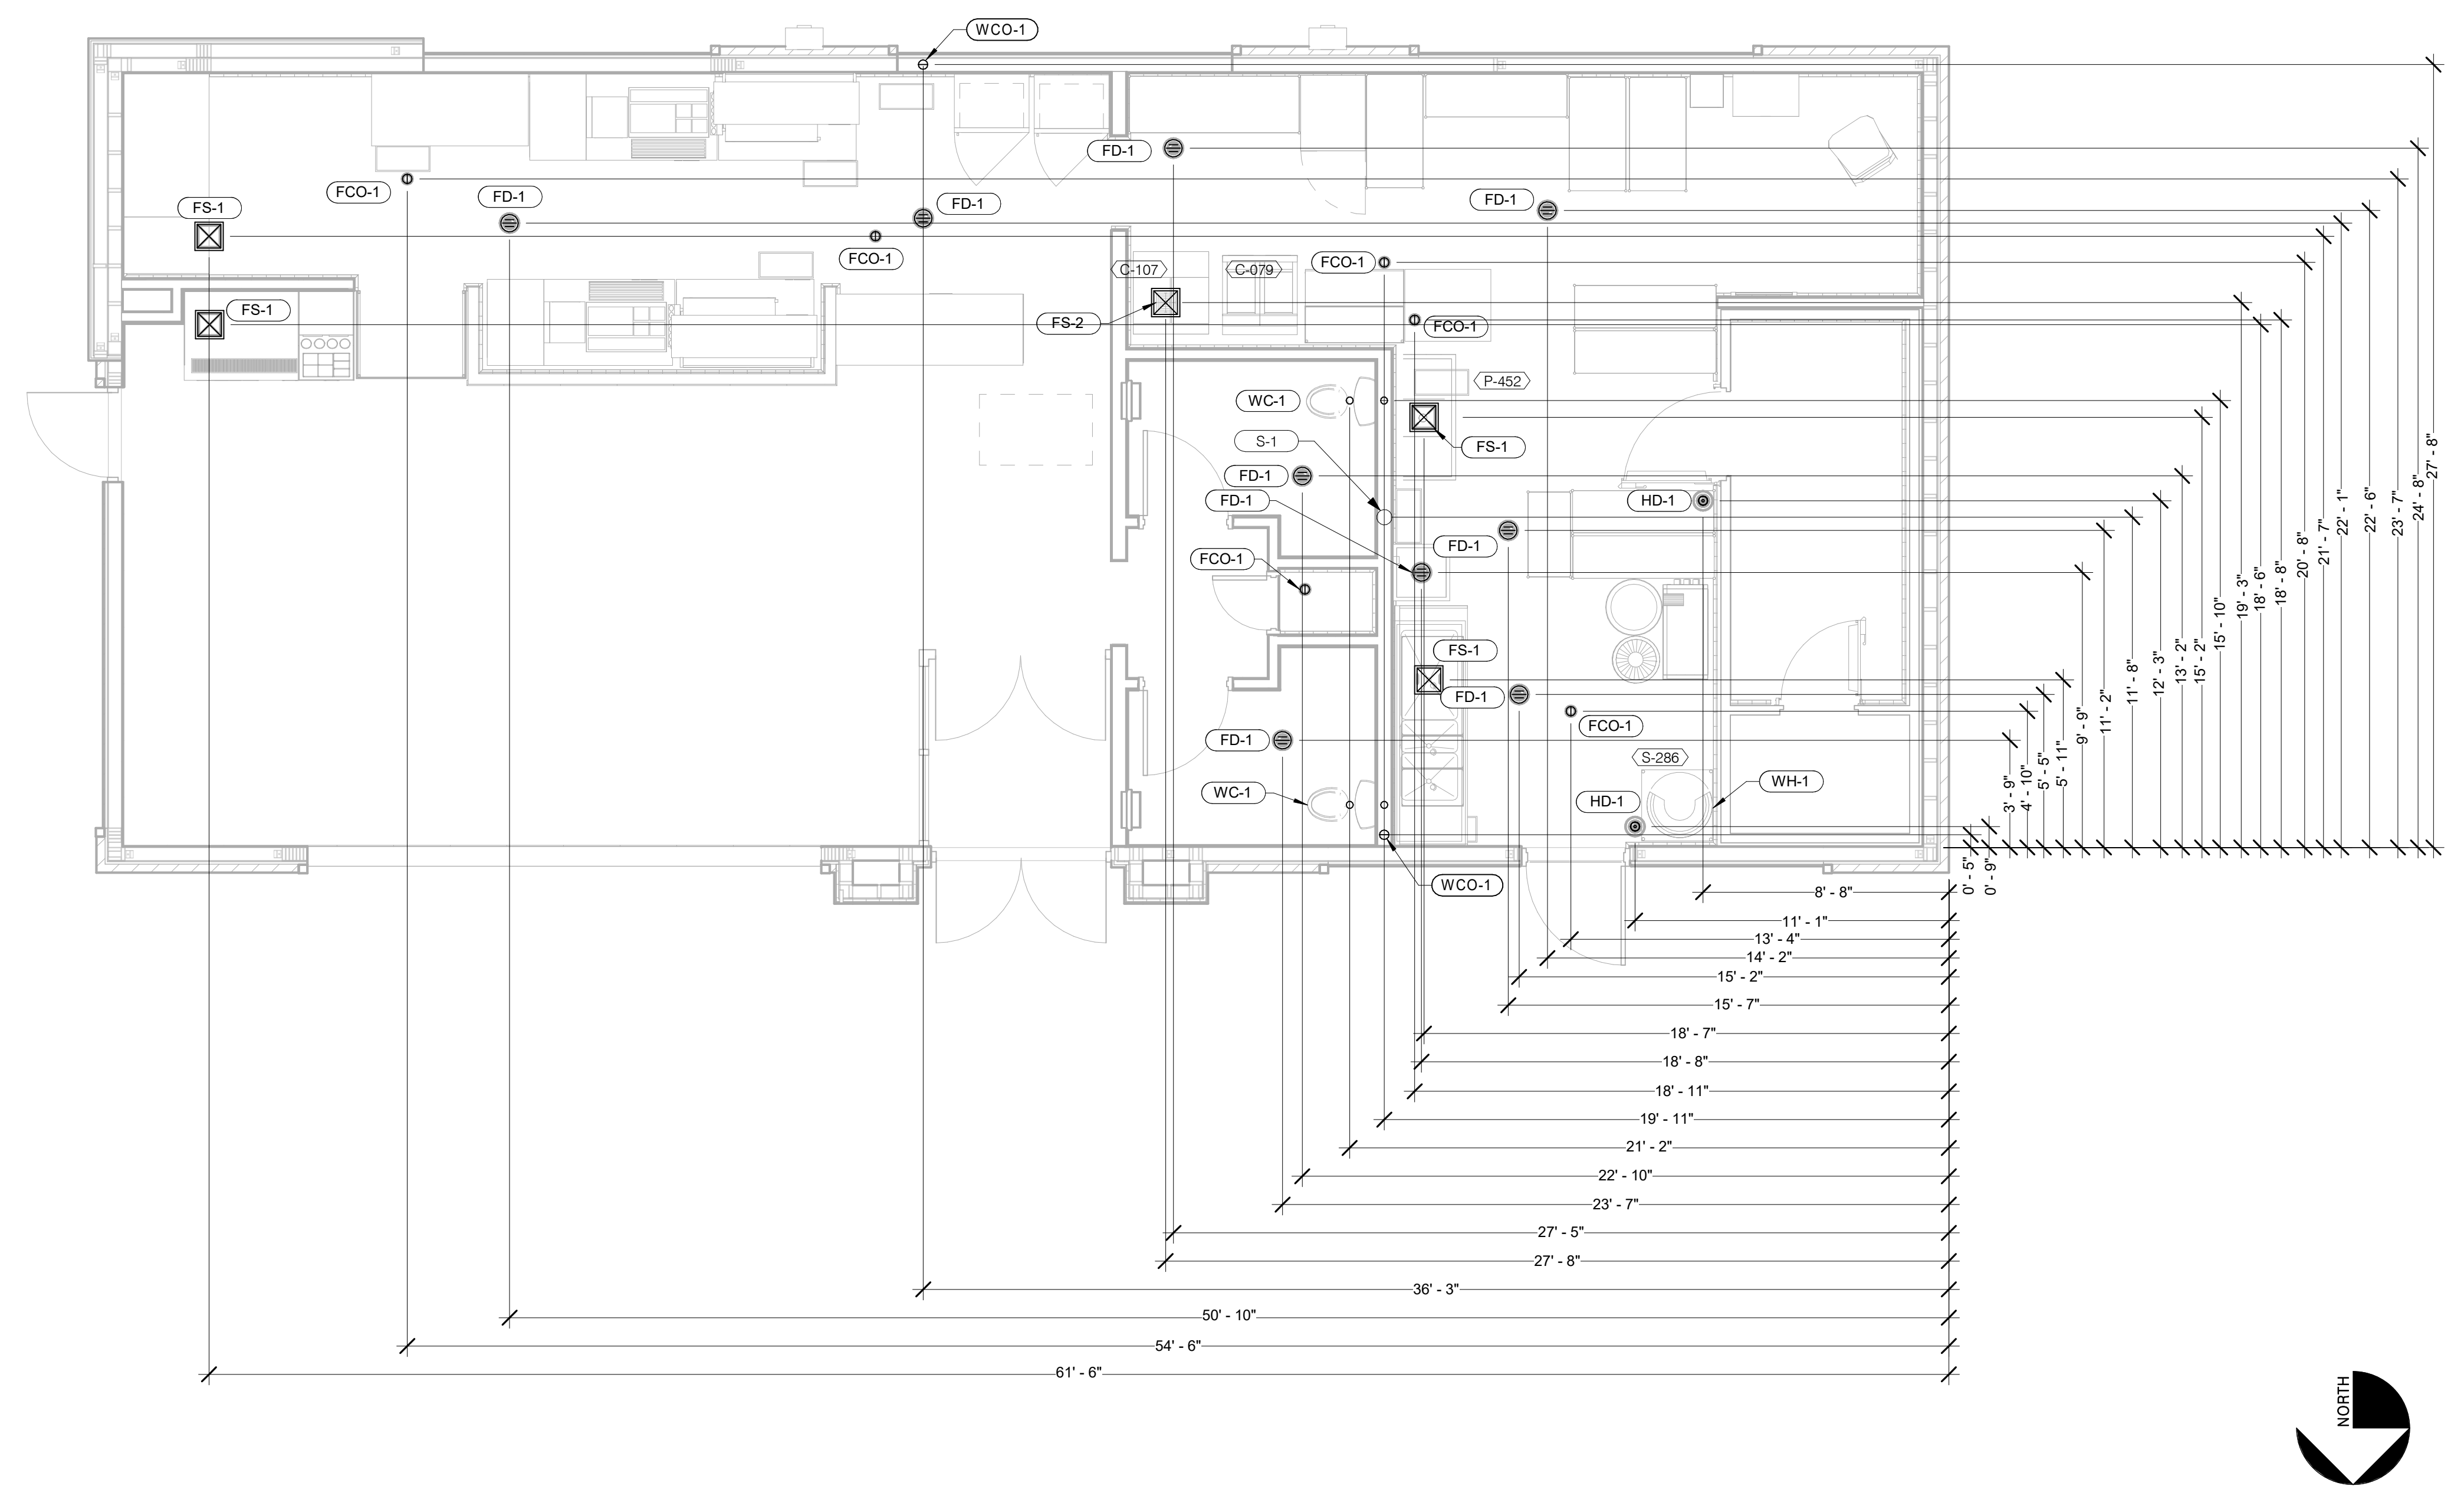 WCO-1
FD-1
FCO-1
FD-1
FD-1
FD-1
FS-1
FCO-1
FCO-1
C-107
C-079
FS-1
FS-2
FCO-1
P-452
WC-1
S-1
FS-1
FD-1
FD-1
HD-1
FD-1
FCO-1
FS-1
FD-1
FCO-1
FD-1
S-286
WH-1
WC-1
HD-1
WCO-1
27' - 8"
24' - 8"
23' - 7"
22' - 6"
22' - 1"
21' - 7"
20' - 8"
18' - 8"
18' - 6"
19' - 3"
15' - 10"
15' - 2"
13' - 2"
12' - 3"
11' - 8"
11' - 2"
9' - 9"
5' - 11"
5' - 5"
4' - 10"
3' - 9"
0' - 9"
0' - 5"
8' - 8"
11' - 1"
13' - 4"
14' - 2"
15' - 2"
15' - 7"
18' - 7"
18' - 8"
18' - 11"
19' - 11"
21' - 2"
22' - 10"
23' - 7"
27' - 5"
27' - 8"
36' - 3"
50' - 10"
54' - 6"
61' - 6"
NORTH